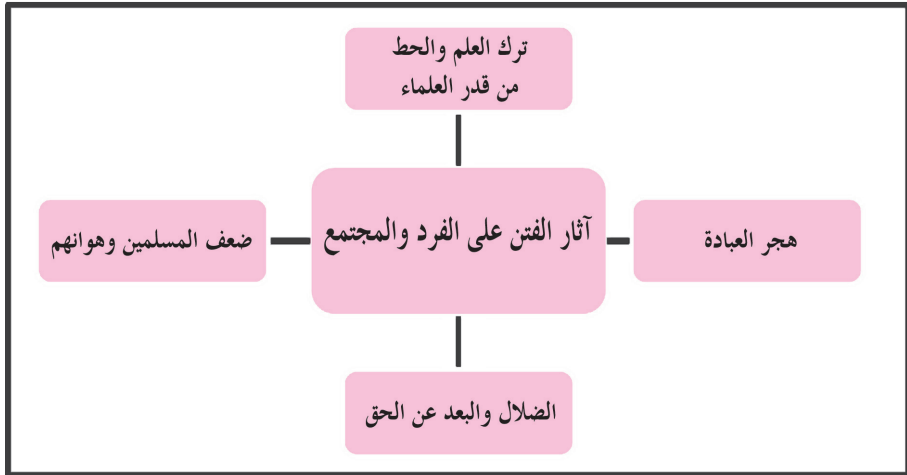 ترك العلم والحط
من قدر العلماء
آثار الفتن على الفرد والمجتمع
هجر العبادة
ضعف المسلمين وهوانهم
الضلال والبعد عن الحق